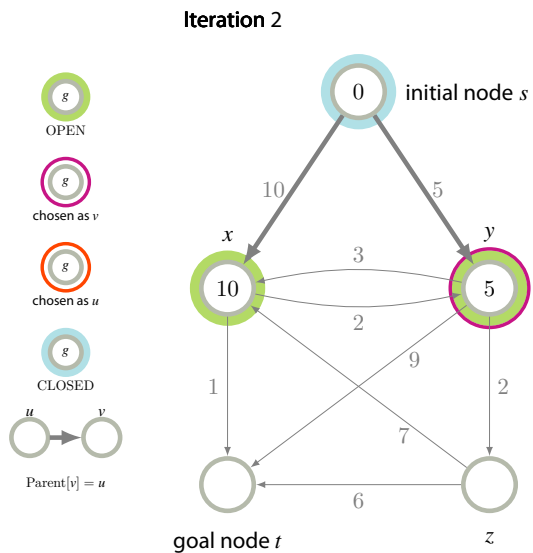 Iteration 2
g
OPEN
g
chosen as v
g
chosen as u
g
CLOSED
u v
Parent[v] = u
0 initial node s
10 5
x y
3
10 5
2
1 9 2
7
6
goal node t z